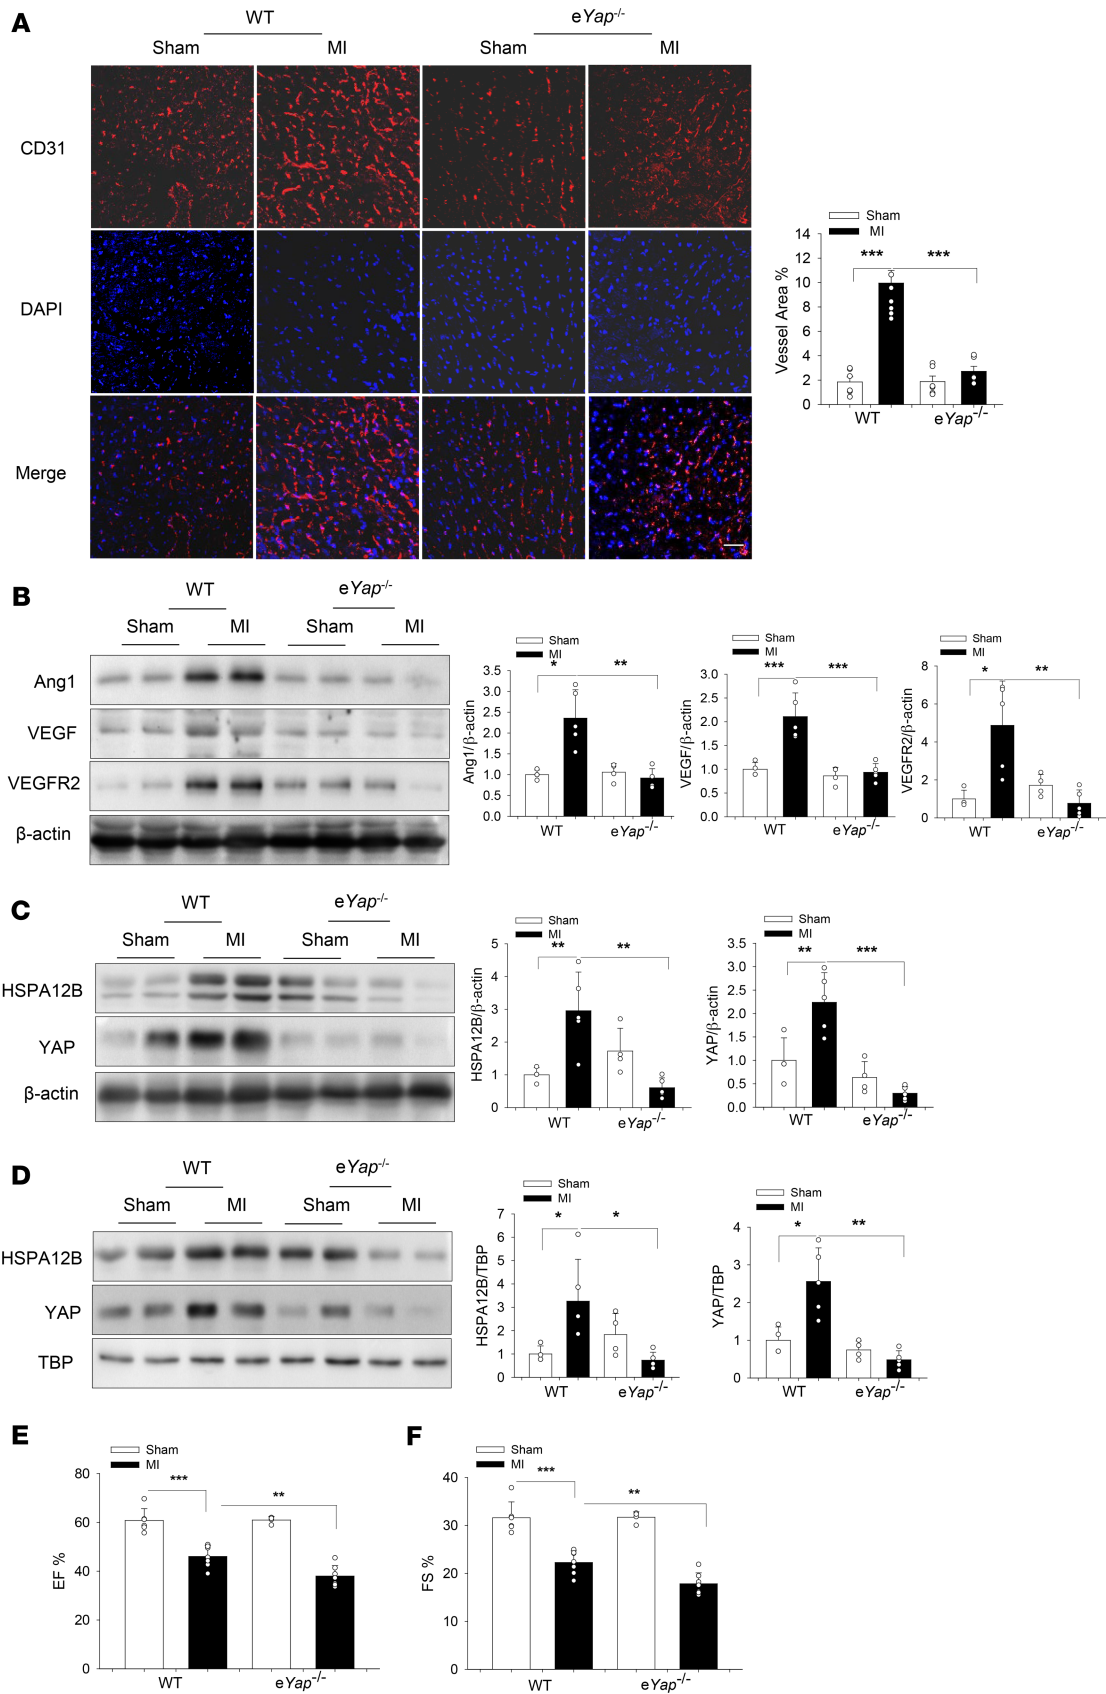 A
WT
eYap-/-
Sham
MI
Sham
MI
CD31
DAPI
Merge
Sham
MI
Vessel Area %
14
12
10
8
6
4
2
0
***
***
WT
eYap-/-
B
WT
eYap-/-
Sham
MI
Sham
MI
Ang1
VEGF
VEGFR2
β-actin
Sham
MI
Ang1/β-actin
3.5
3.0
2.5
2.0
1.5
1.0
0.5
0.0
*
**
WT
eYap-/-
Sham
MI
VEGF/β-actin
3.0
2.5
2.0
1.5
1.0
0.5
0.0
***
***
WT
eYap-/-
Sham
MI
VEGFR2/β-actin
8
6
4
2
0
*
**
WT
eYap-/-
C
WT
eYap-/-
Sham
MI
Sham
MI
HSPA12B
YAP
β-actin
Sham
MI
HSPA12B/β-actin
5
4
3
2
1
0
**
**
WT
eYap-/-
Sham
MI
YAP/β-actin
3.5
3.0
2.5
2.0
1.5
1.0
0.5
0.0
**
***
WT
eYap-/-
D
WT
eYap-/-
Sham
MI
Sham
MI
HSPA12B
YAP
TBP
Sham
MI
HSPA12B/TBP
7
6
5
4
3
2
1
0
*
*
WT
eYap-/-
Sham
MI
YAP/TBP
4
3
2
1
0
*
**
WT
eYap-/-
E
Sham
MI
EF %
80
60
40
20
0
***
**
WT
eYap-/-
F
Sham
MI
FS %
40
30
20
10
0
***
**
WT
eYap-/-